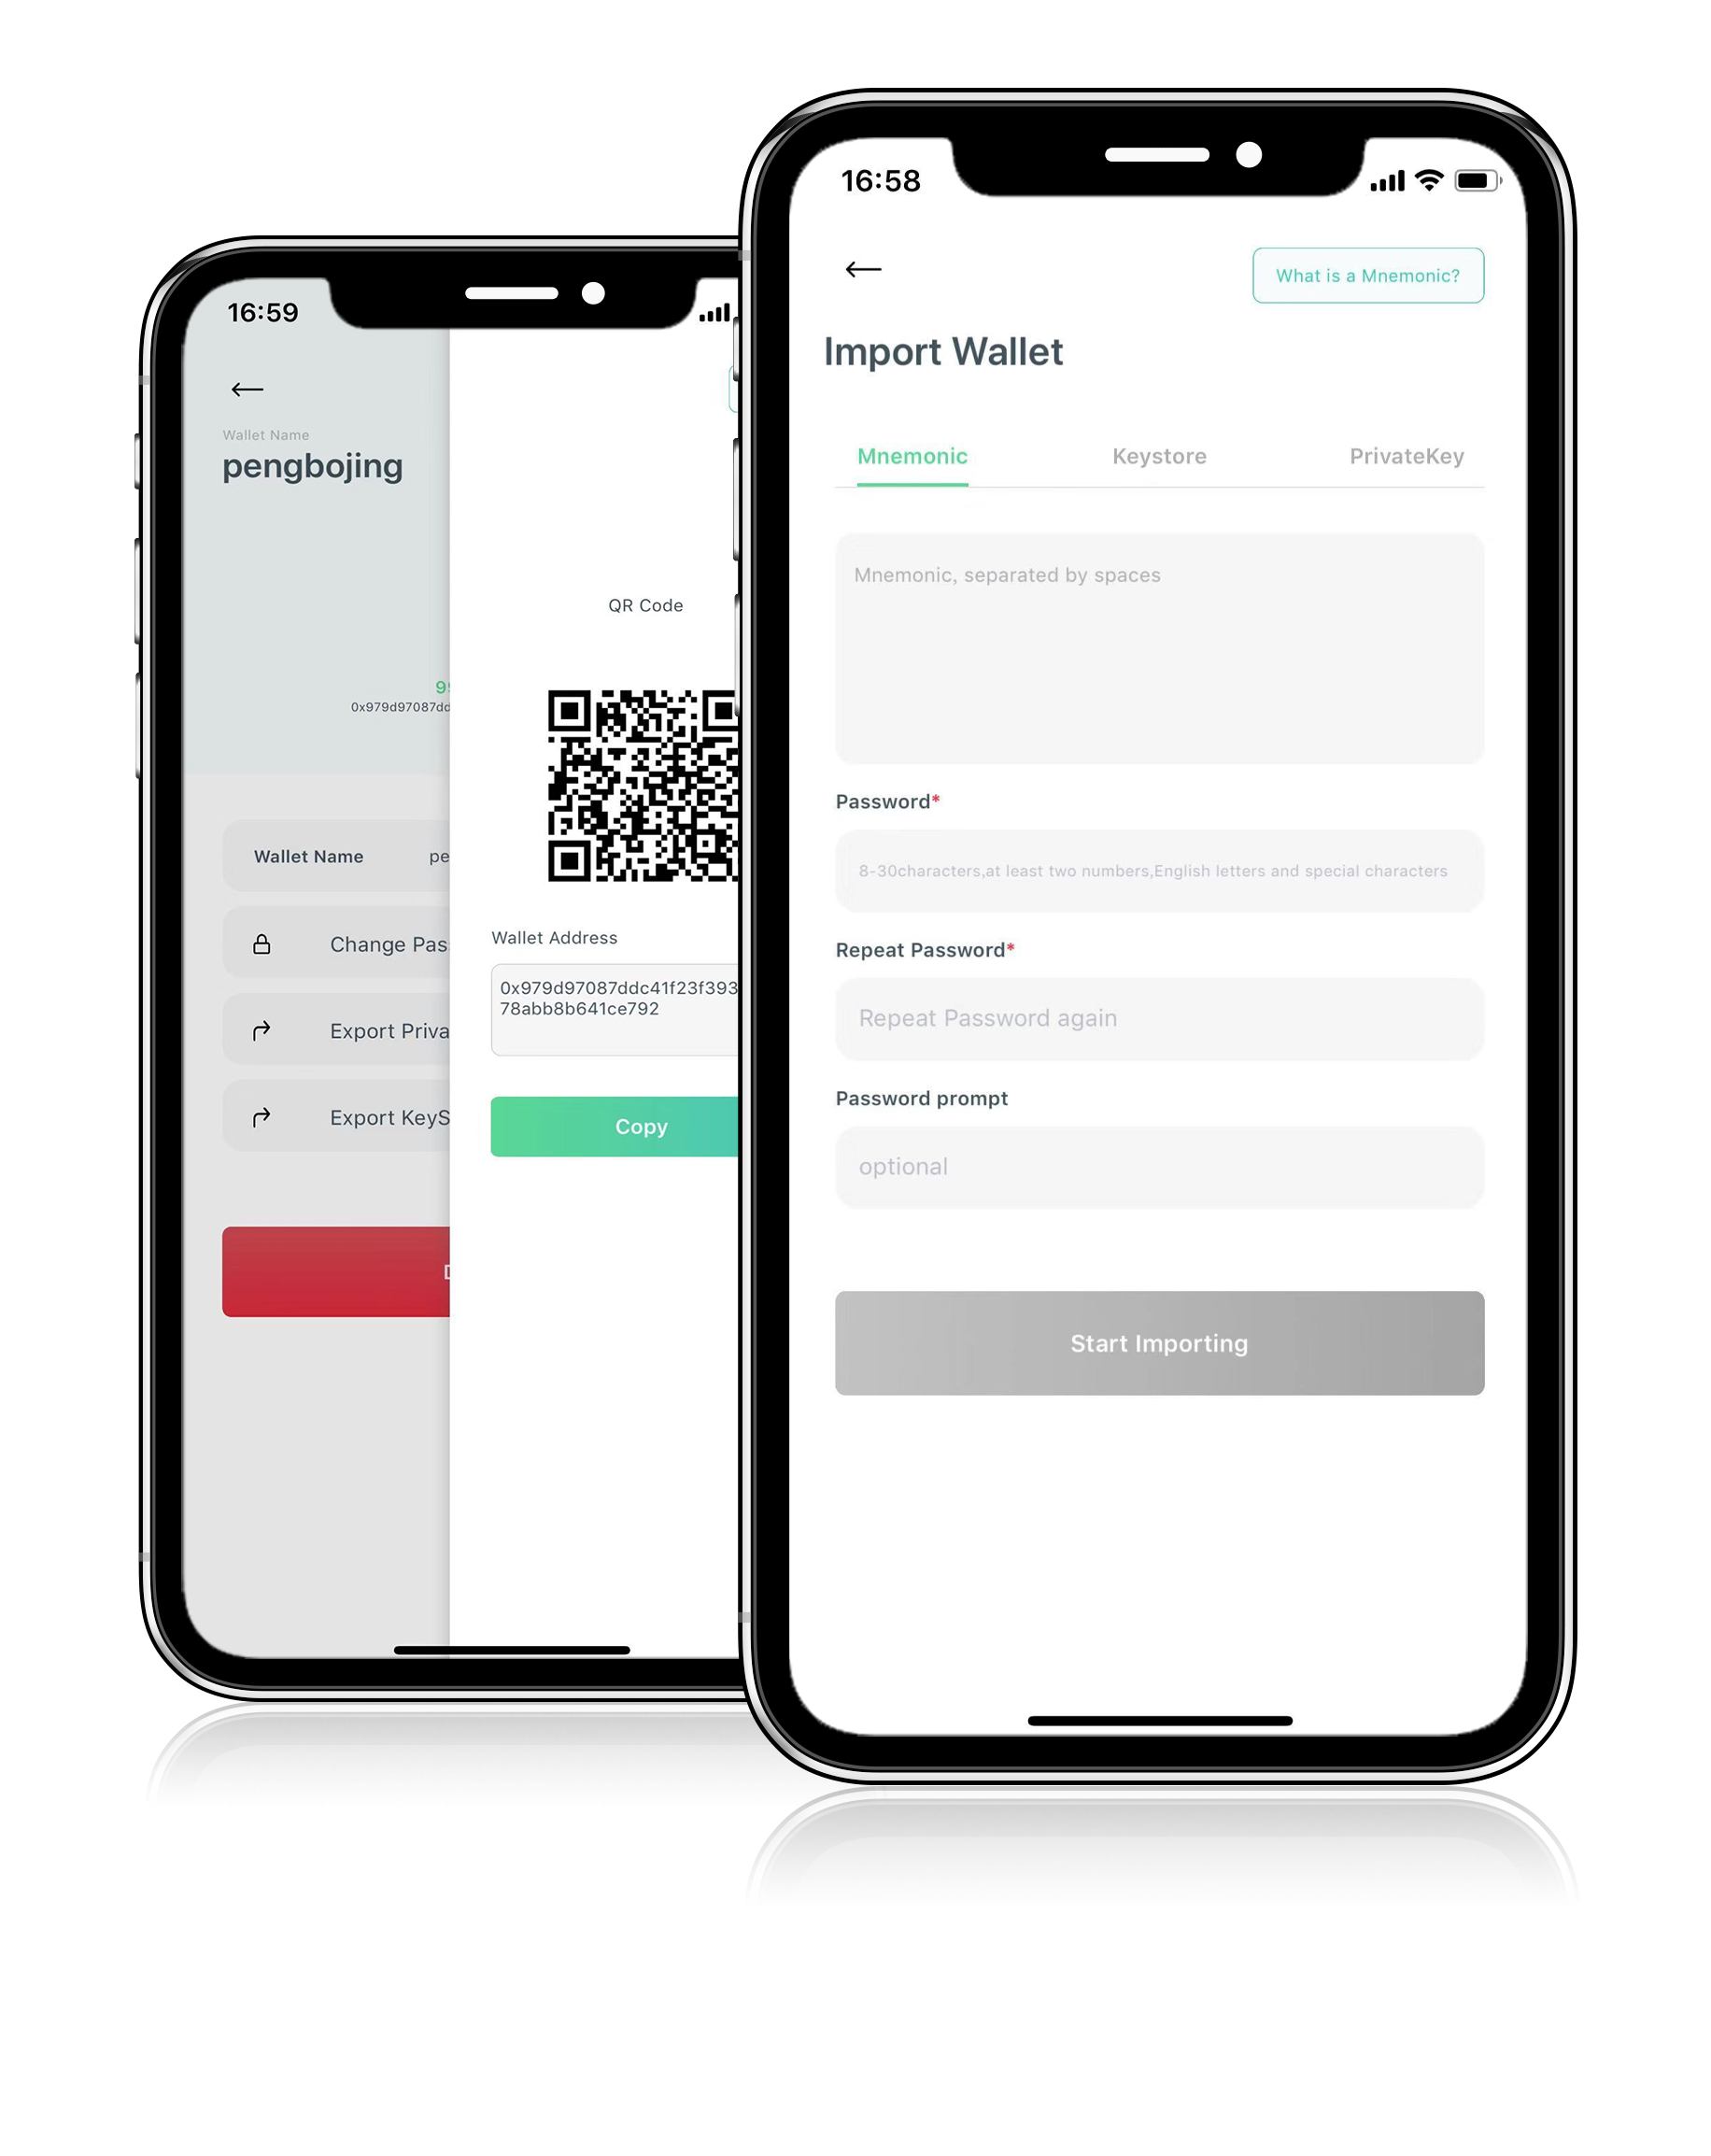 16:59
Wallet Name
pengbojing
0x979d97087dd
Wallet Name
pe
Change Pas
Export Priva
Export KeyS
QR Code
Wallet Address
0x979d97087ddc41f23f393
78abb8b641ce792
Copy
16:58
What is a Mnemonic?
Import Wallet
Mnemonic Keystore PrivateKey
Mnemonic, separated by spaces
Password*
8-30characters,at least two numbers,English letters and special characters
Repeat Password*
Repeat Password again
Password prompt
optional
Start Importing